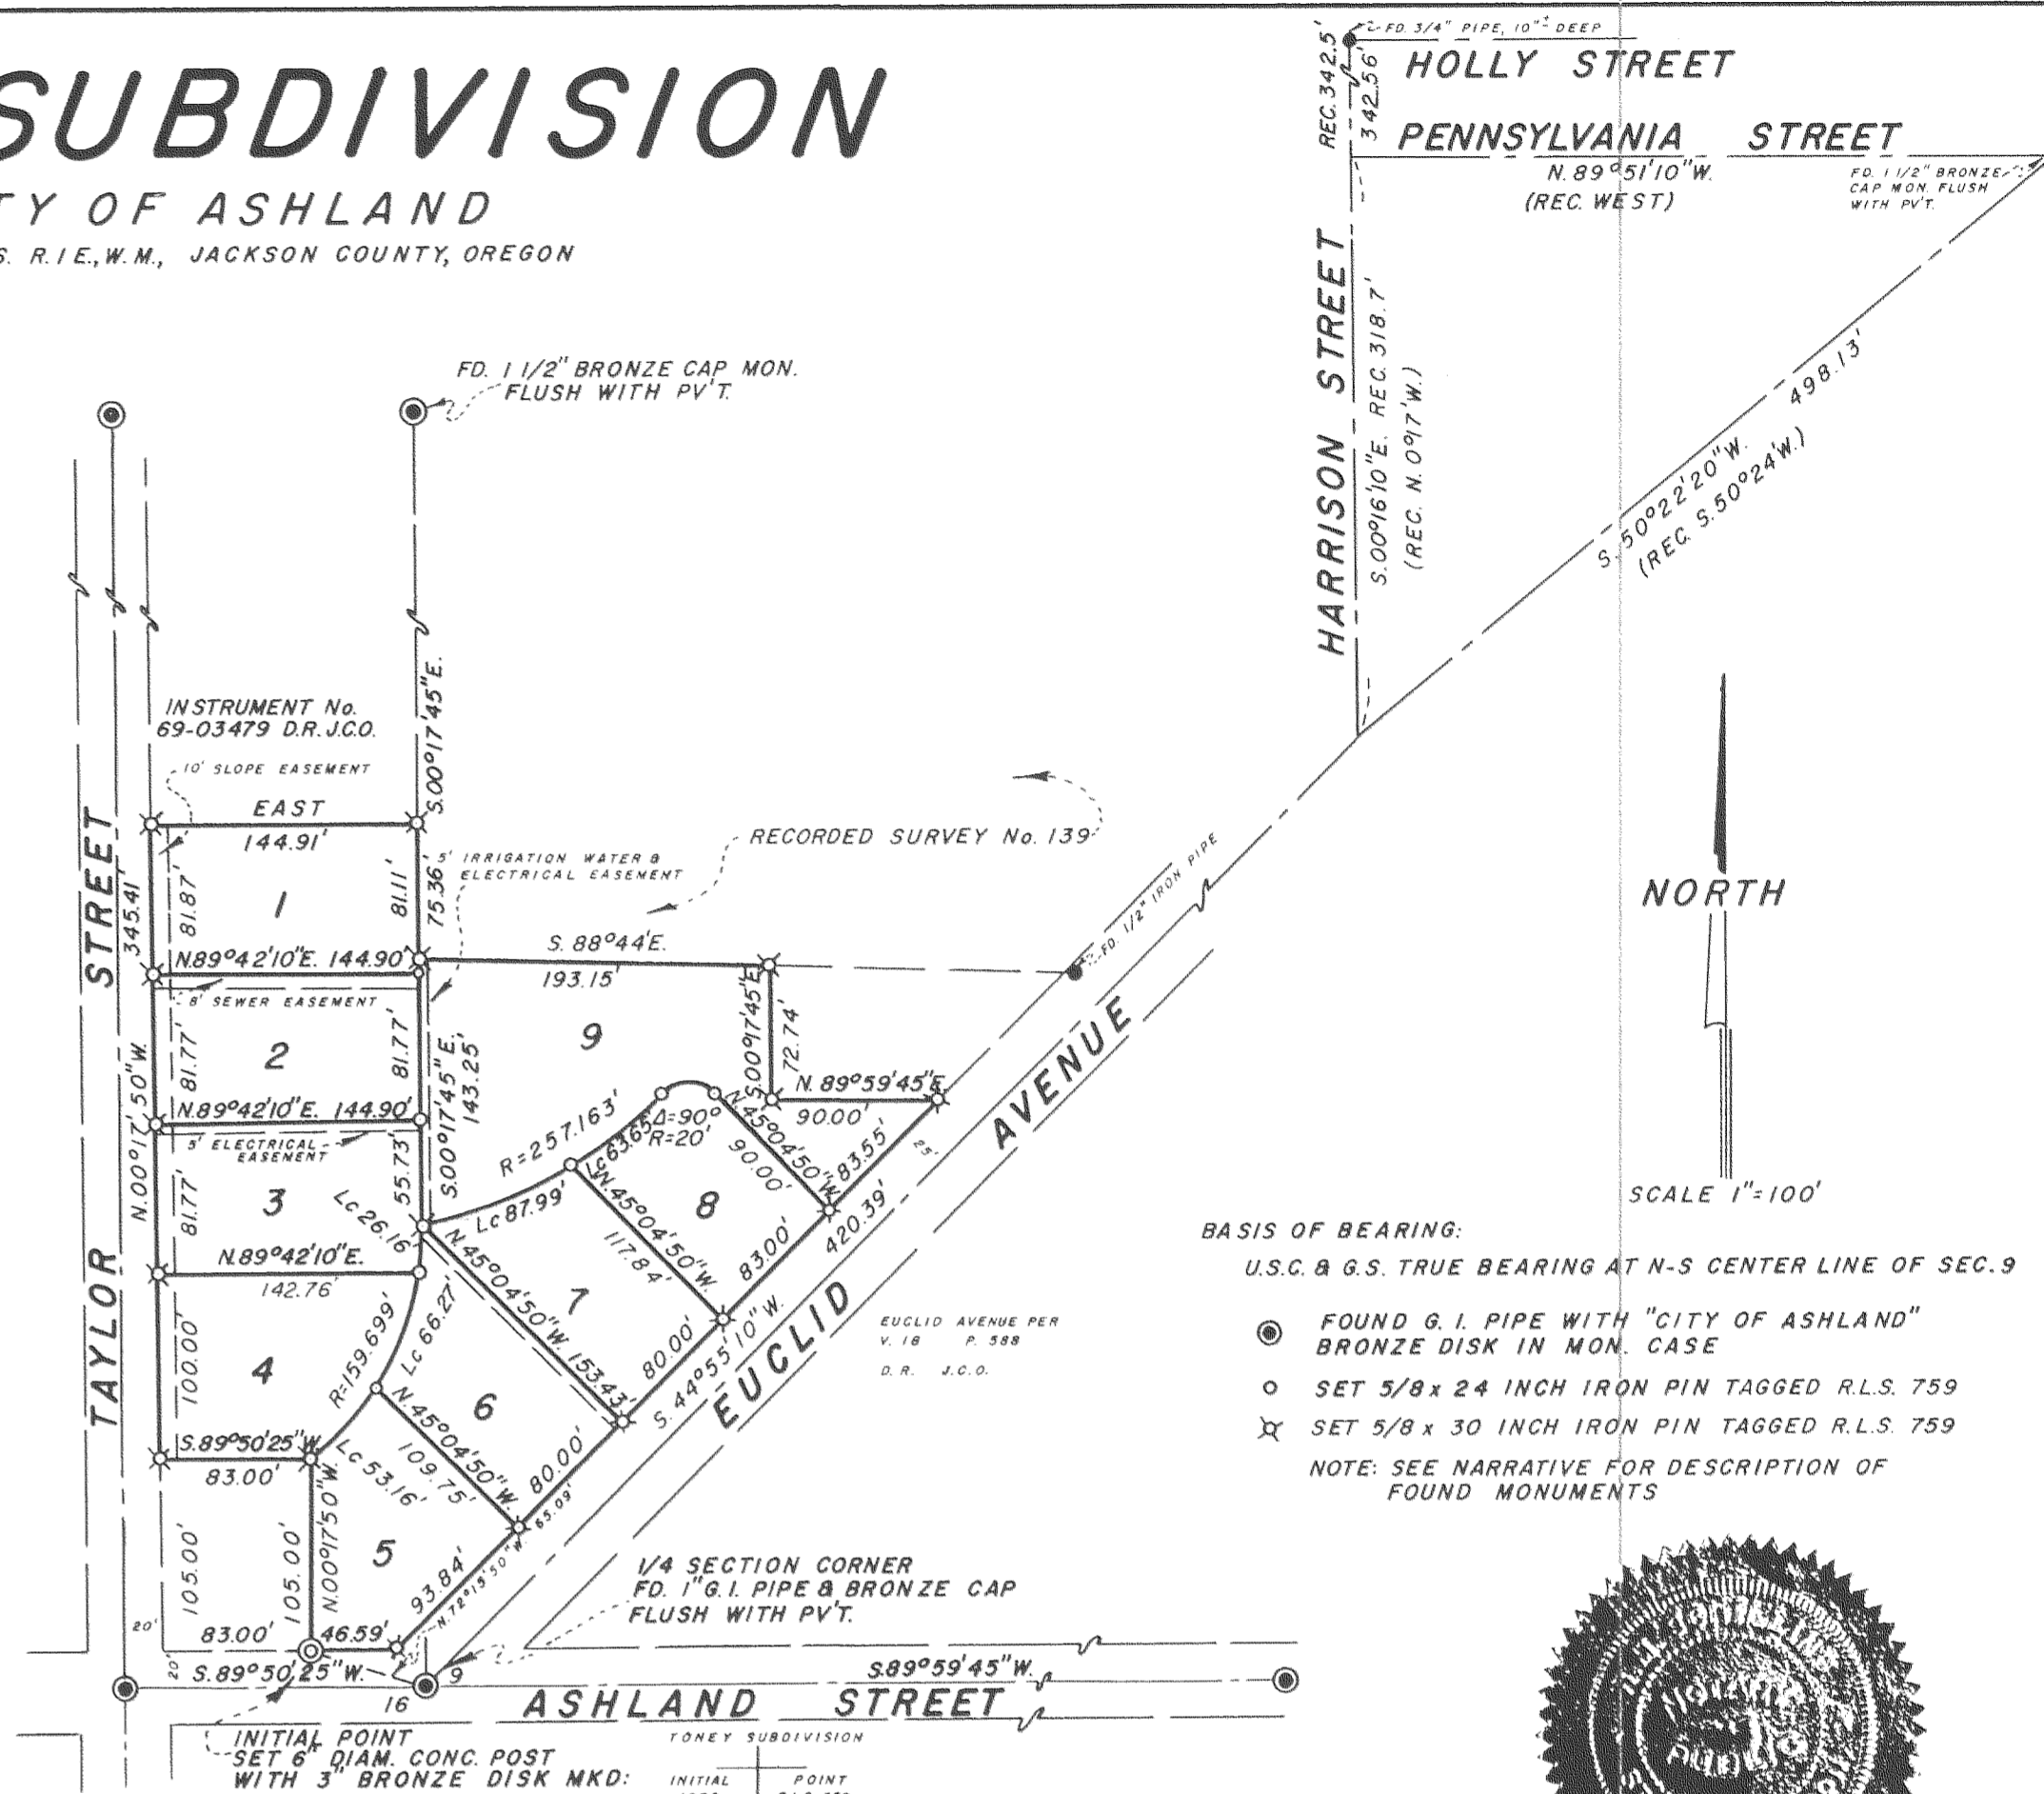 SUBDIVISION
TY OF ASHLAND
S. R. 1 E., W. M., JACKSON COUNTY, OREGON
FD. 3/4" PIPE, 10"± DEEP
HOLLY STREET
REC. 342.5'
342.56'
PENNSYLVANIA STREET
N. 89°51'10"W.
(REC. WEST)
FD. 1 1/2" BRONZE
CAP MON. FLUSH
WITH PV'T.
HARRISON STREET
S.00°16'10"E. REC. 318.7'
(REC. N. 0°17'W.)
498.13'
S. 50°22'20"W.
(REC. S. 50°24'W.)
FD. 1 1/2" BRONZE CAP MON.
FLUSH WITH PV'T.
INSTRUMENT No.
69-03479 D.R. J.C.O.
10' SLOPE EASEMENT
S.00°17'45"E.
EAST
144.91'
RECORDED SURVEY No. 139
5' IRRIGATION WATER &
ELECTRICAL EASEMENT
FD. 1/2" IRON PIPE
TAYLOR STREET
345.41'
N.00°17'50"W.
81.87'
1
81.11'
75.36'
N.89°42'10"E. 144.90'
8' SEWER EASEMENT
S. 88°44'E.
193.15'
81.77'
2
81.77'
S.00°17'45"E.
143.25'
9
S.00°17'45"E.
72.74'
N. 89°59'45"E.
90.00'
N.89°42'10"E. 144.90'
5' ELECTRICAL
EASEMENT
81.77'
3
55.73'
Lc 26.16'
R=257.163'
Lc 87.99'
Lc 63.65'
Δ=90°
R=20'
N.45°04'50"W.
90.00'
83.55'
25'
N.45°04'50"W.
117.84'
8
83.00'
420.39'
S. 44°55'10"W.
EUCLID AVENUE
N.89°42'10"E.
142.76'
100.00'
4
R=159.699'
Lc 66.27'
N.45°04'50"W. 153.43'
7
80.00'
EUCLID AVENUE PER
V. 18 P. 588
D. R. J.C.O.
S.89°50'25"W.
83.00'
Lc 53.16'
N.45°04'50"W.
109.75'
6
80.00'
65.09'
105.00'
105.00'
N.00°17'50"W.
5
93.84'
N.72°15'50"W.
20'
20'
83.00'
46.59'
S.89°50'25"W.
1/4 SECTION CORNER
FD. 1" G.I. PIPE & BRONZE CAP
FLUSH WITH PV'T.
9
16
S.89°59'45"W.
ASHLAND STREET
INITIAL POINT
SET 6" DIAM. CONC. POST
WITH 3" BRONZE DISK MKD:
TONEY SUBDIVISION
INITIAL POINT
NORTH
SCALE 1"=100'
BASIS OF BEARING:
U.S.C. & G.S. TRUE BEARING AT N-S CENTER LINE OF SEC. 9
FOUND G. I. PIPE WITH "CITY OF ASHLAND"
BRONZE DISK IN MON. CASE
SET 5/8 x 24 INCH IRON PIN TAGGED R.L.S. 759
SET 5/8 x 30 INCH IRON PIN TAGGED R.L.S. 759
NOTE: SEE NARRATIVE FOR DESCRIPTION OF
FOUND MONUMENTS